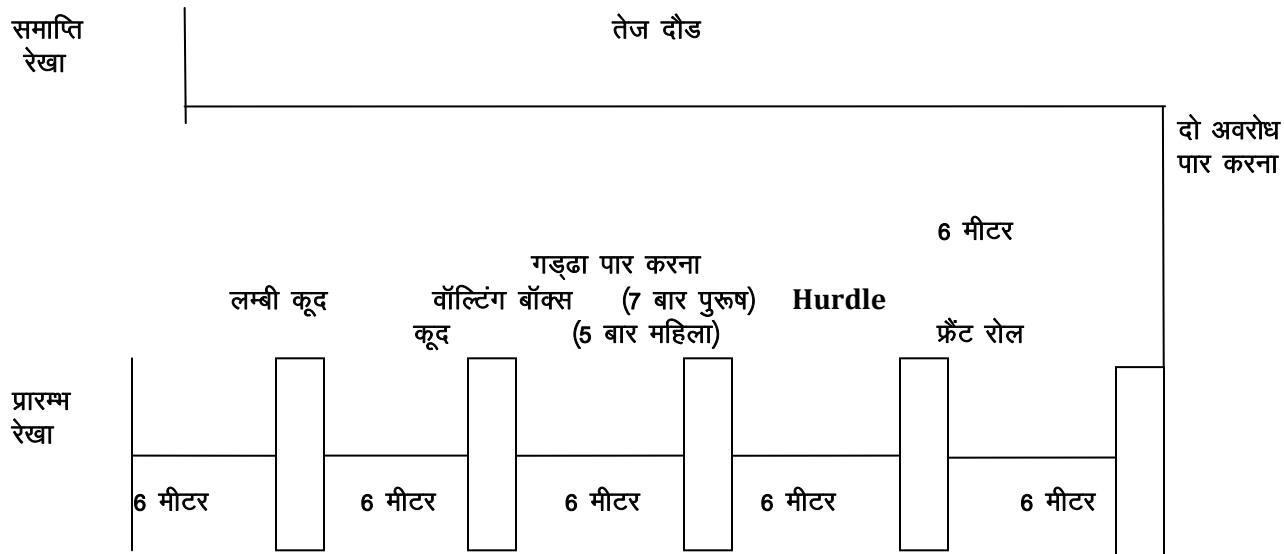 समाप्ति
रेखा
तेज दौड
दो अवरोध
पार करना
6 मीटर
गड्ढा पार करना
लम्बी कूद
वॉल्टिंग बॉक्स
(7 बार पुरूष)
Hurdle
कूद
(5 बार महिला)
फ्रैंट रोल
प्रारम्भ
रेखा
6 मीटर
6 मीटर
6 मीटर
6 मीटर
6 मीटर